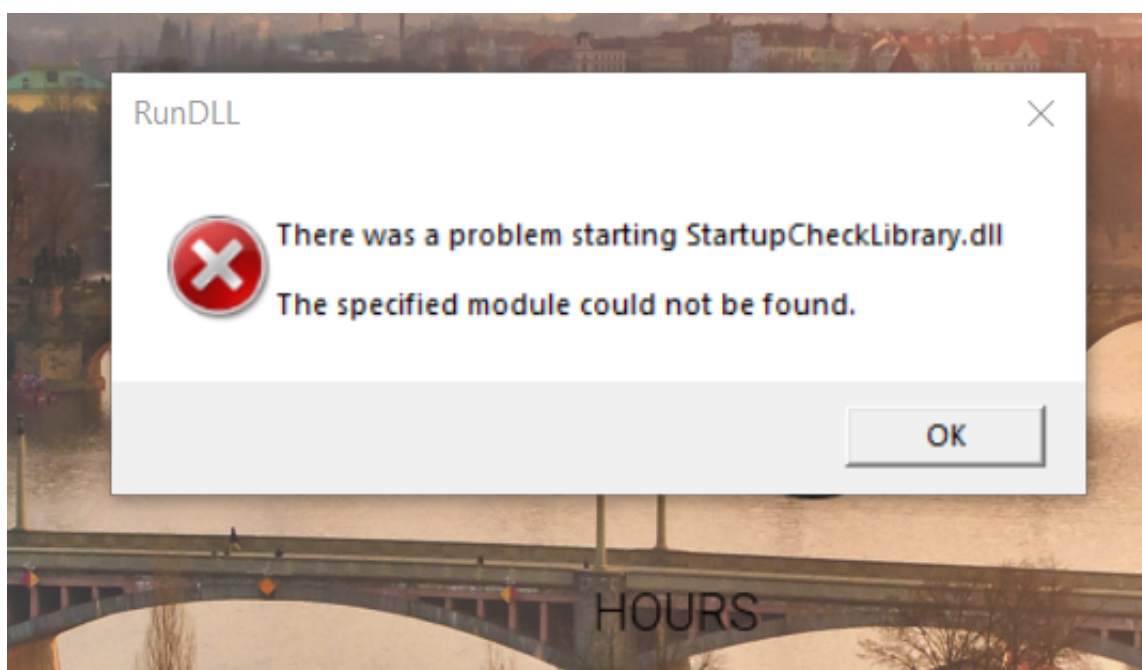 RunDLL
There was a problem starting StartupCheckLibrary.dll
The specified module could not be found.
OK
HOURS